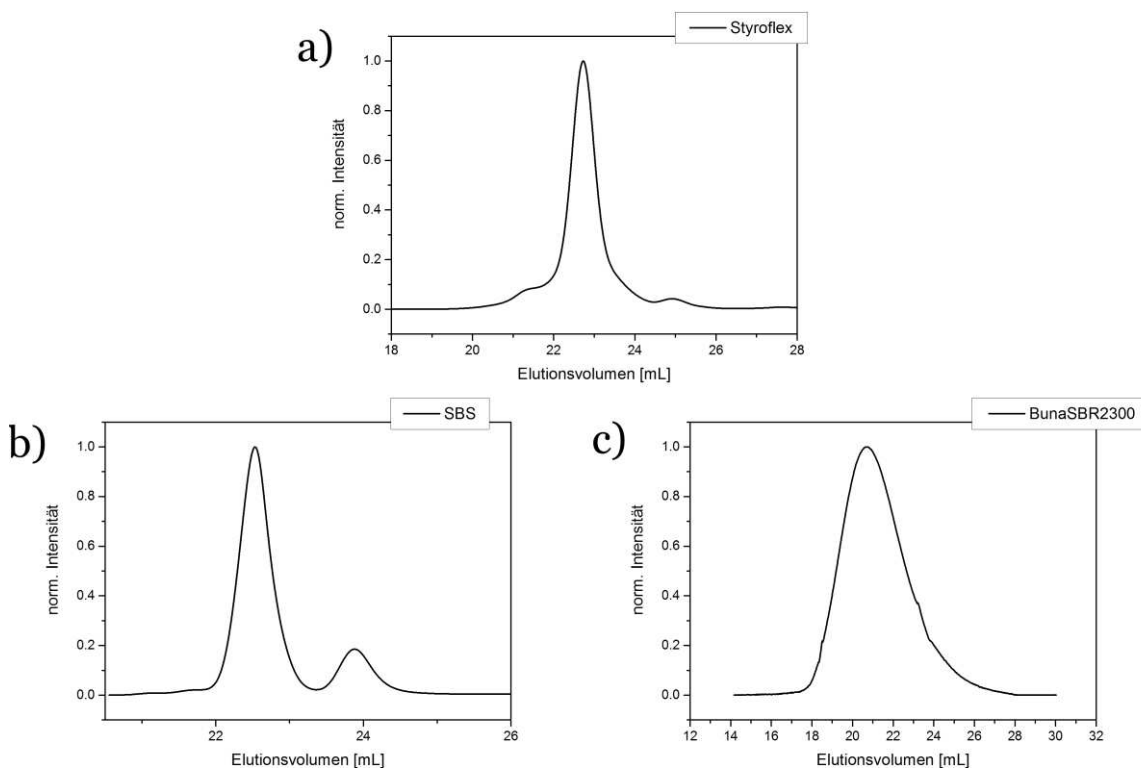 a)
Styroflex
norm. Intensität
1.0
0.8
0.6
0.4
0.2
0.0
18 20 22 24 26 28
Elutionsvolumen [mL]
b)
SBS
norm. Intensität
1.0
0.8
0.6
0.4
0.2
0.0
22 24 26
Elutionsvolumen [mL]
c)
BunaSBR2300
norm. Intensität
1.0
0.8
0.6
0.4
0.2
0.0
12 14 16 18 20 22 24 26 28 30 32
Elutionsvolumen [mL]